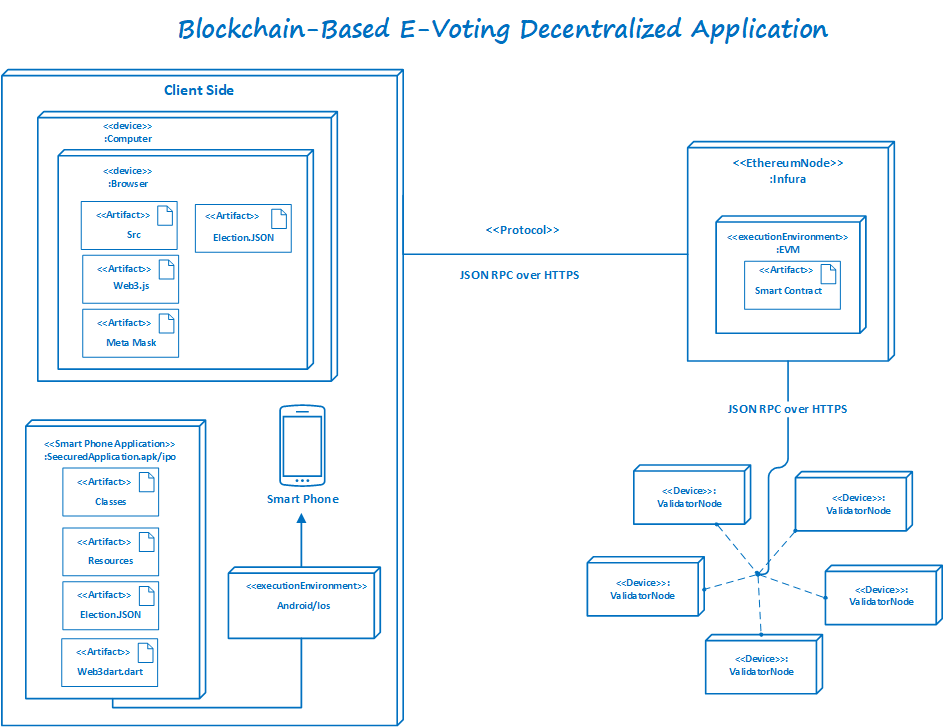 Blockchain-Based E-Voting Decentralized Application
Client Side
<<device>>
:Computer
<<device>>
:Browser
<<Artifact>>
Src
<<Artifact>>
Election.JSON
<<Artifact>>
Web3.js
<<Artifact>>
Meta Mask
<<Protocol>>
JSON RPC over HTTPS
<<EthereumNode>>
:Infura
<<executionEnvironment>>
:EVM
<<Artifact>>
Smart Contract
JSON RPC over HTTPS
<<Smart Phone Application>>
:SeecuredApplication.apk/ipo
<<Artifact>>
Classes
<<Artifact>>
Resources
<<Artifact>>
Election.JSON
<<Artifact>>
Web3dart.dart
Smart Phone
<<executionEnvironment>>
Android/Ios
<<Device>>:
ValidatorNode
<<Device>>:
ValidatorNode
<<Device>>:
ValidatorNode
<<Device>>:
ValidatorNode
<<Device>>:
ValidatorNode